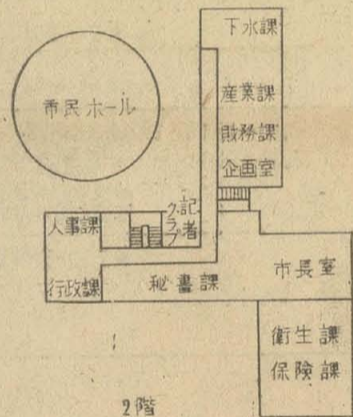 下水課
市民ホール
産業課
財務課
企画室
記者
クラブ
人事課
行政課
秘書課
市長室
衛生課
保険課
2階